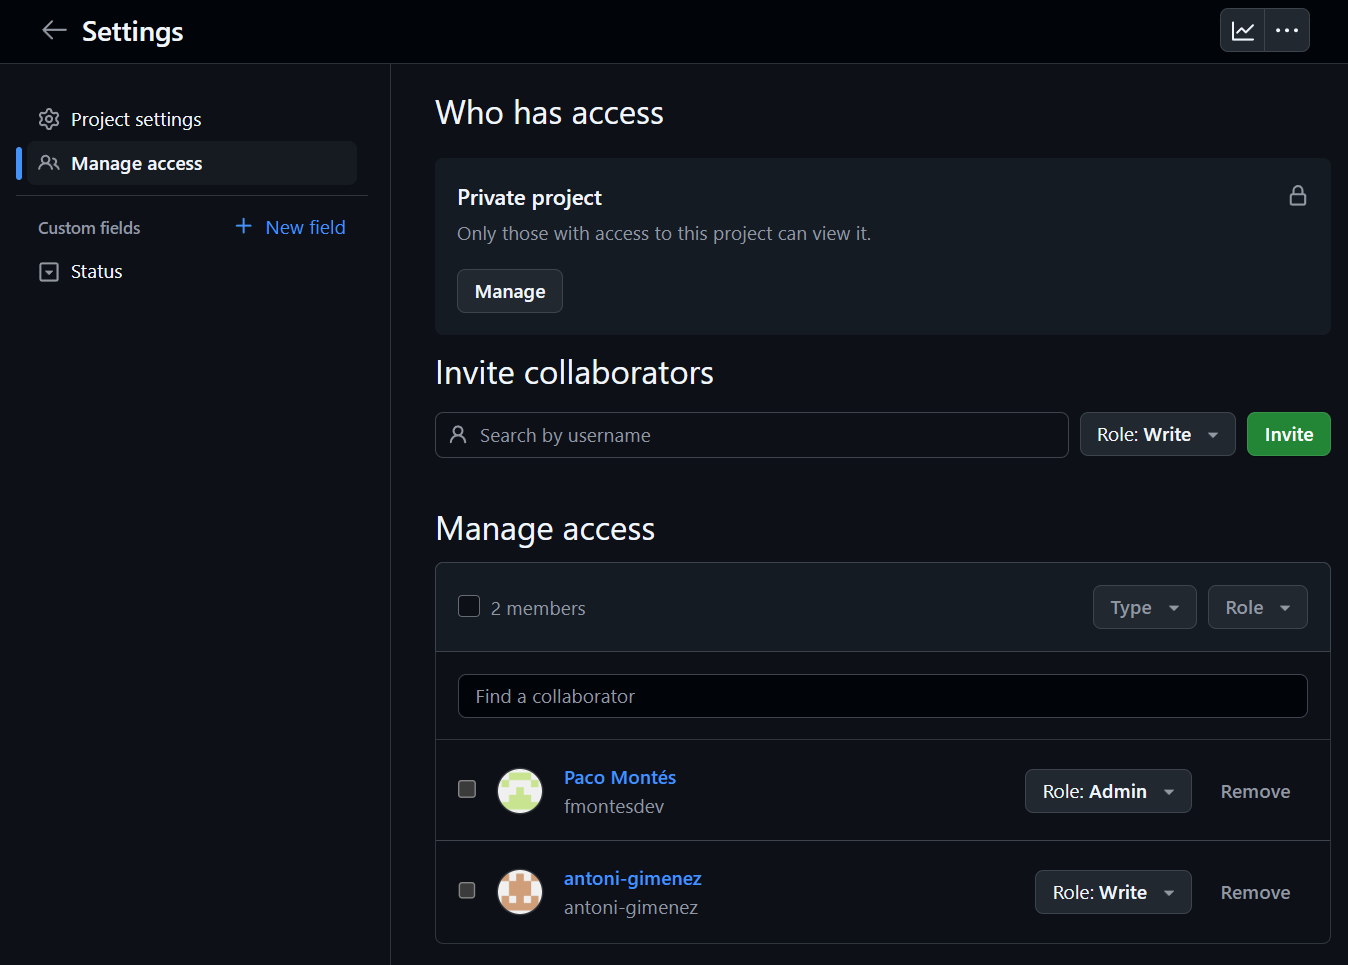 Settings
Project settings
Manage access
Custom fields
New field
Status
Who has access
Private project
Only those with access to this project can view it.
Manage
Invite collaborators
Search by username
Role: Write
Invite
Manage access
2 members
Type
Role
Find a collaborator
Paco Montés
fmontesdev
Role: Admin
Remove
antoni-gimenez
antoni-gimenez
Role: Write
Remove